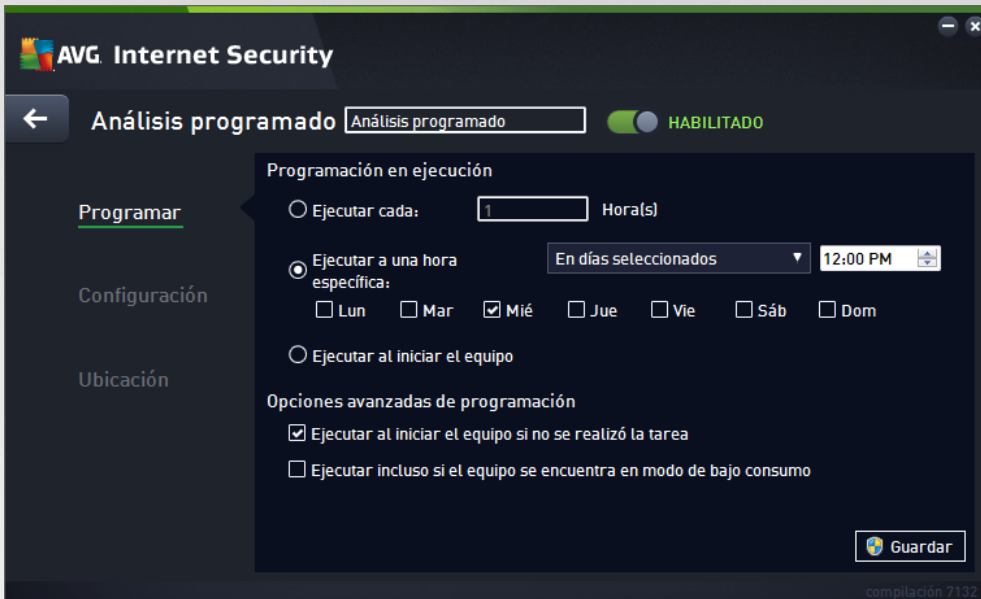 AVG Internet Security
Análisis programado Análisis programado HABILITADO
Programación en ejecución
Programar
Ejecutar cada: 1 Hora(s)
Ejecutar a una hora
específica:
En días seleccionados 12:00 PM
Lun Mar Mié Jue Vie Sáb Dom
Configuración
Ejecutar al iniciar el equipo
Ubicación
Opciones avanzadas de programación
Ejecutar al iniciar el equipo si no se realizó la tarea
Ejecutar incluso si el equipo se encuentra en modo de bajo consumo
Guardar
compilación 7132